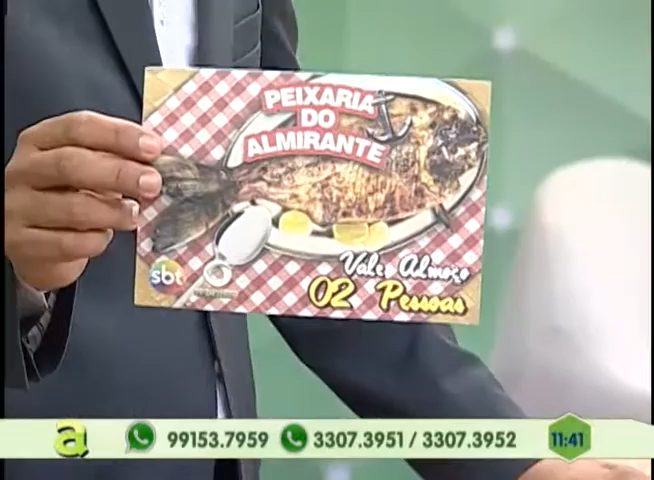 PEIXARIA
DO
ALMIRANTE
Vale Almoço
02 Pessoas
sbt
a 99153.7959 3307.3951 / 3307.3952 11:41